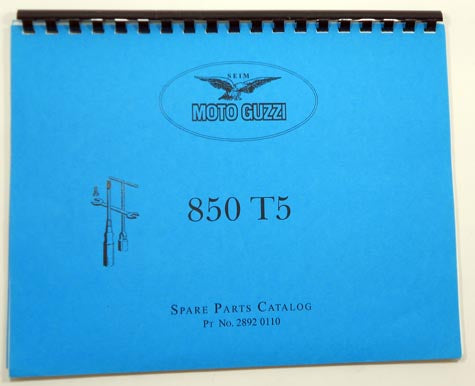 SEIM
MOTO GUZZI
850 T5
SPARE PARTS CATALOG
PT NO. 2892 0110